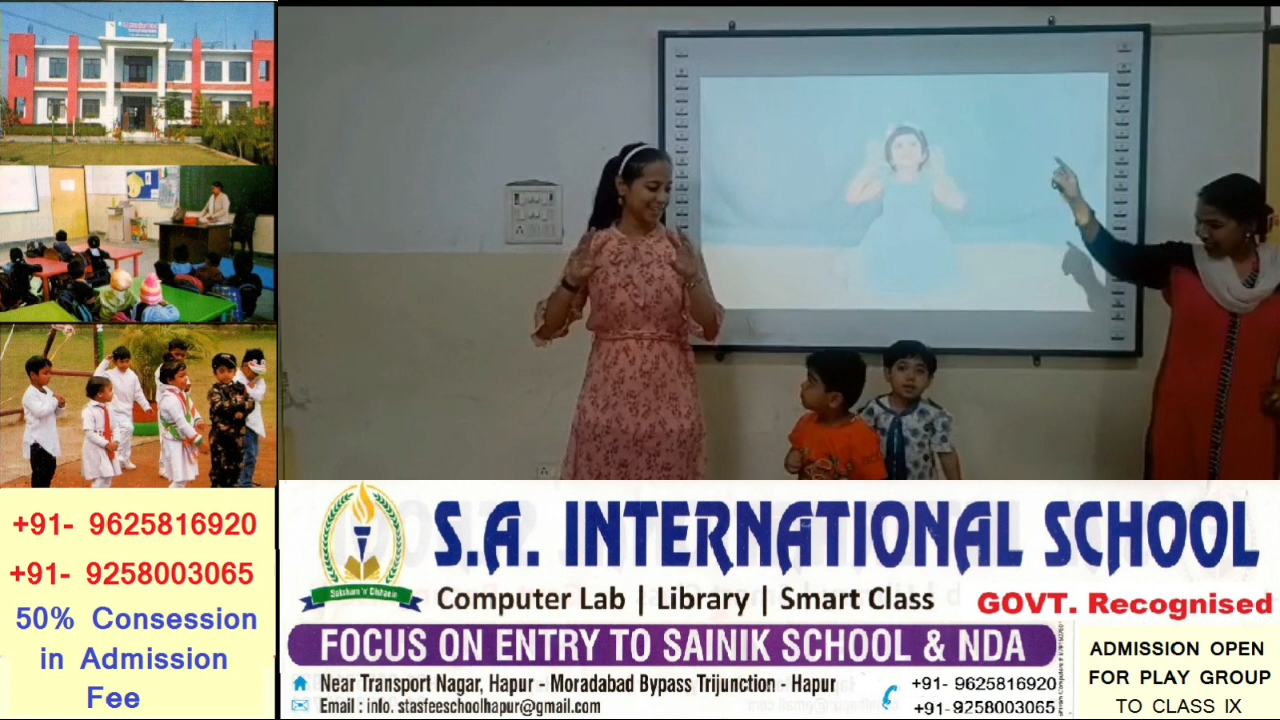 +91- 9625816920
+91- 9258003065
50% Consession
in Admission
Fee
S.A. INTERNATIONAL SCHOOL
Computer Lab | Library | Smart Class
GOVT. Recognised
FOCUS ON ENTRY TO SAINIK SCHOOL & NDA
Near Transport Nagar, Hapur - Moradabad Bypass Trijunction - Hapur
Email : info. stasfeeschoolhapur@gmail.com
+91- 9625816920
+91-9258003065
ADMISSION OPEN
FOR PLAY GROUP
TO CLASS IX